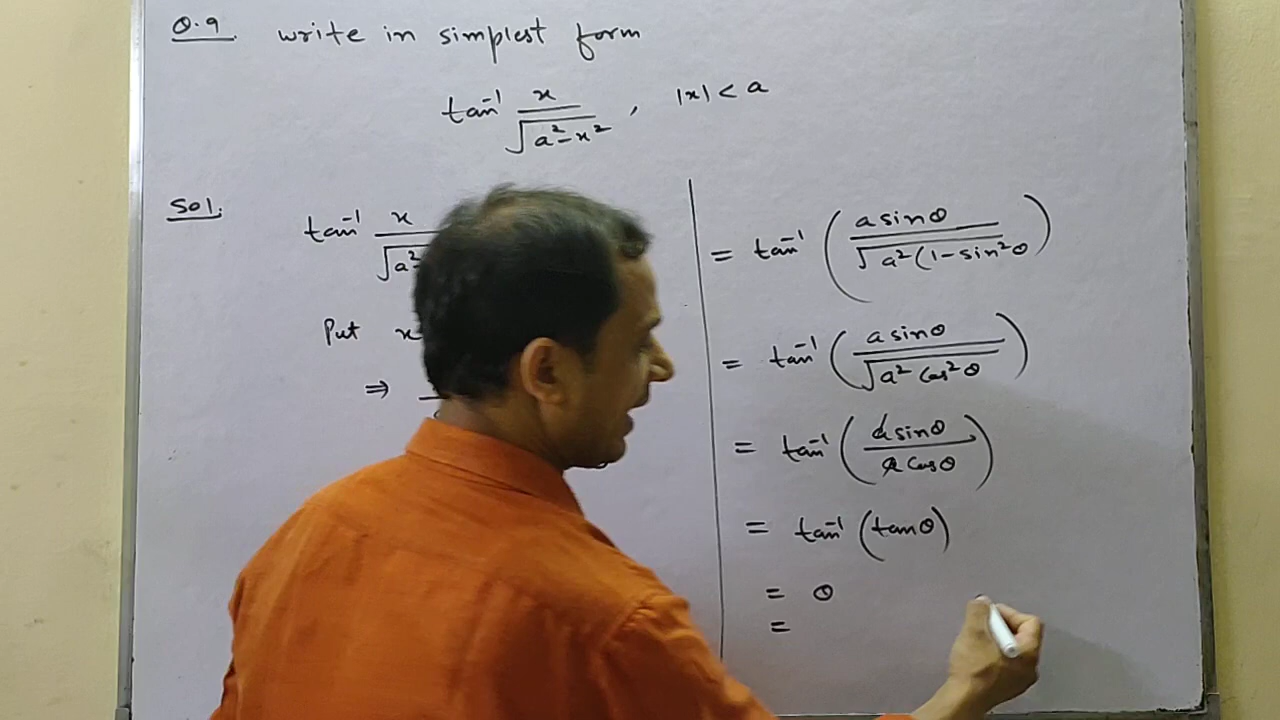 Q.9 write in simplest form
tan⁻¹ x/√(a²-x²), |x| < a
Sol.
tan⁻¹ x/√a²
Put x
⇒
= tan⁻¹ (a sinθ/√a²(1-sin²θ)
= tan⁻¹ (a sinθ/√a² cos²θ)
= tan⁻¹ (a sinθ/a cosθ)
= tan⁻¹ (tanθ)
= θ
=